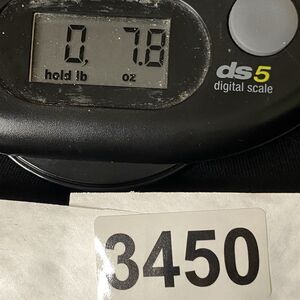 0, 7.8
hold lb oz
ds5
digital scale
3450